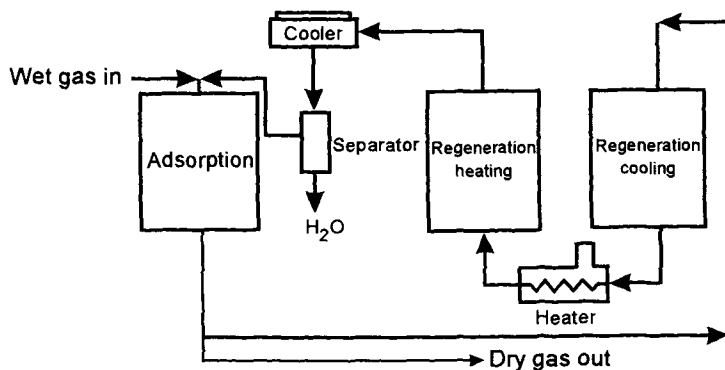 Cooler
Wet gas in
Adsorption
Separator
H₂O
Regeneration
heating
Regeneration
cooling
Heater
Dry gas out